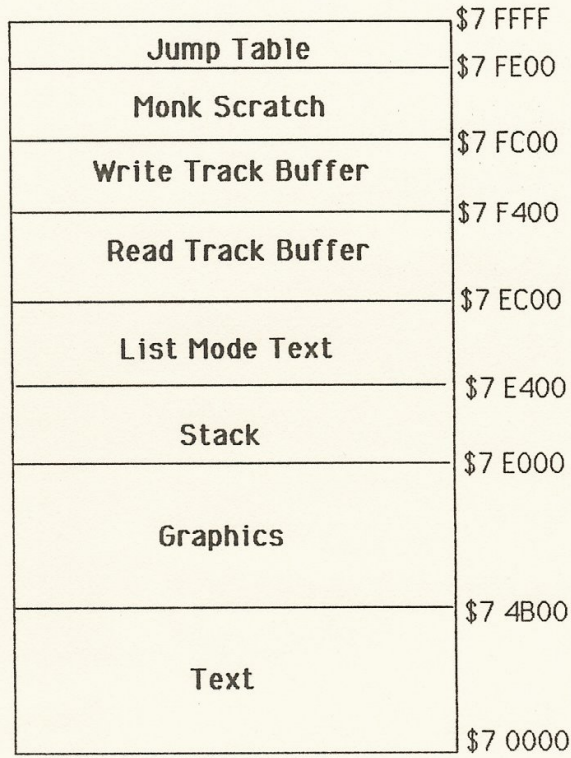 $7 FFFF
Jump Table
$7 FE00
Monk Scratch
$7 FC00
Write Track Buffer
$7 F400
Read Track Buffer
$7 EC00
List Mode Text
$7 E400
Stack
$7 E000
Graphics
$7 4B00
Text
$7 0000